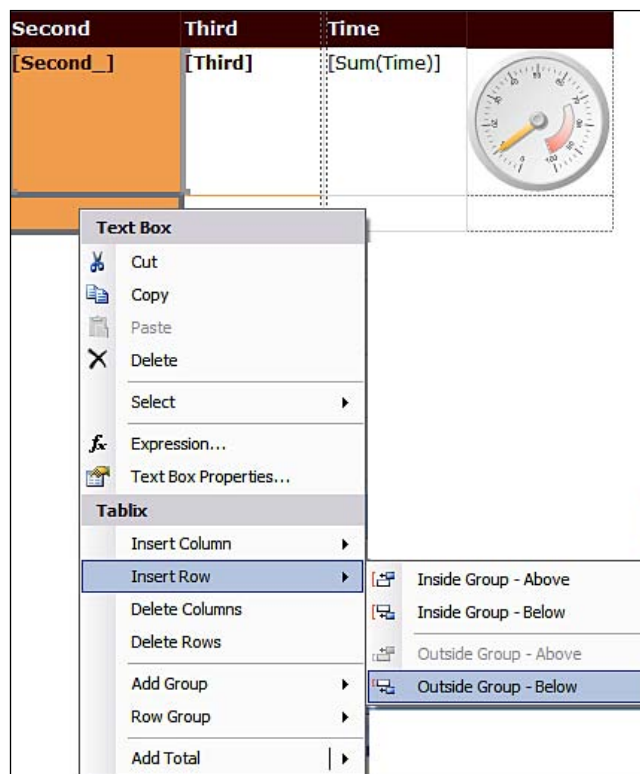 Second Third Time
[Second_] [Third] [Sum(Time)]
Text Box
Cut
Copy
Paste
Delete
Select
fx Expression...
Text Box Properties...
Tablix
Insert Column
Insert Row
Inside Group - Above
Inside Group - Below
Delete Columns
Delete Rows
Outside Group - Above
Outside Group - Below
Add Group
Row Group
Add Total